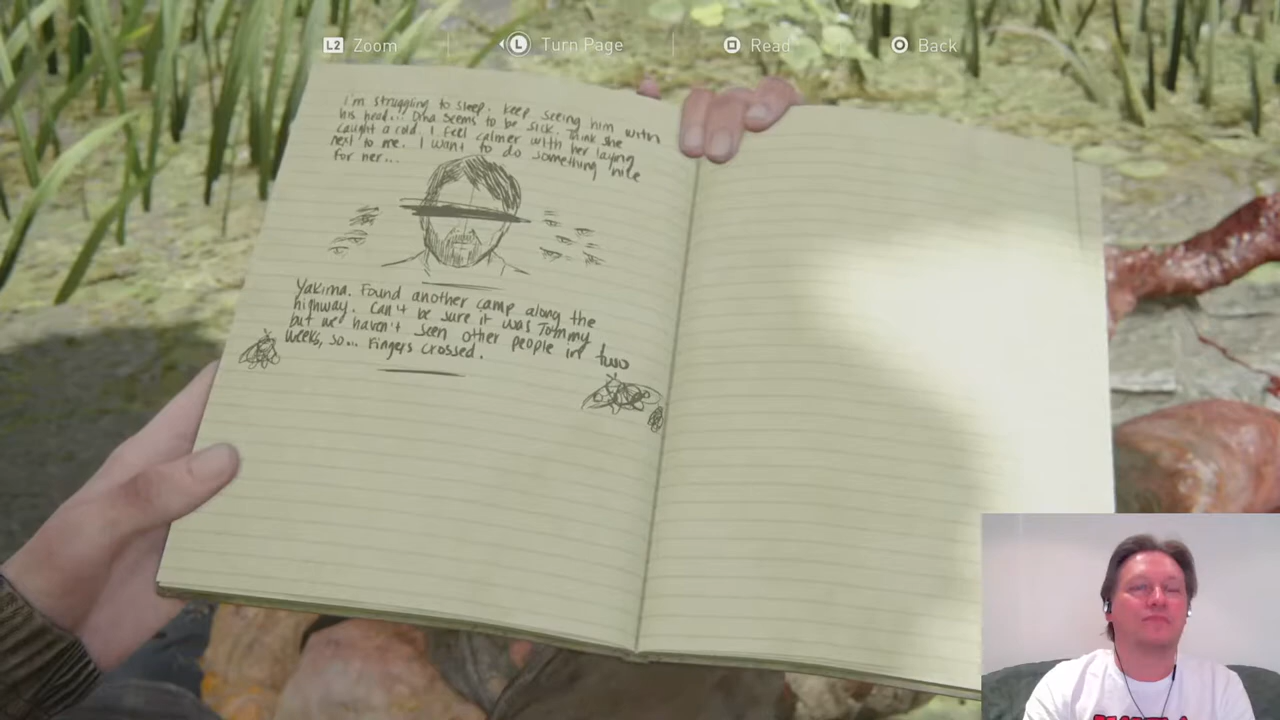 L2 Zoom
L Turn Page
Read
Back
I'm struggling to sleep. Keep seeing him with
his head... Dina seems to be sick. Think she
caught a cold. I feel calmer with her laying
next to me. I want to do something nice
for her...
Yakima. Found another camp along the
highway. Can't be sure it was Tommy
but we haven't seen other people in two
weeks, so... Fingers crossed.